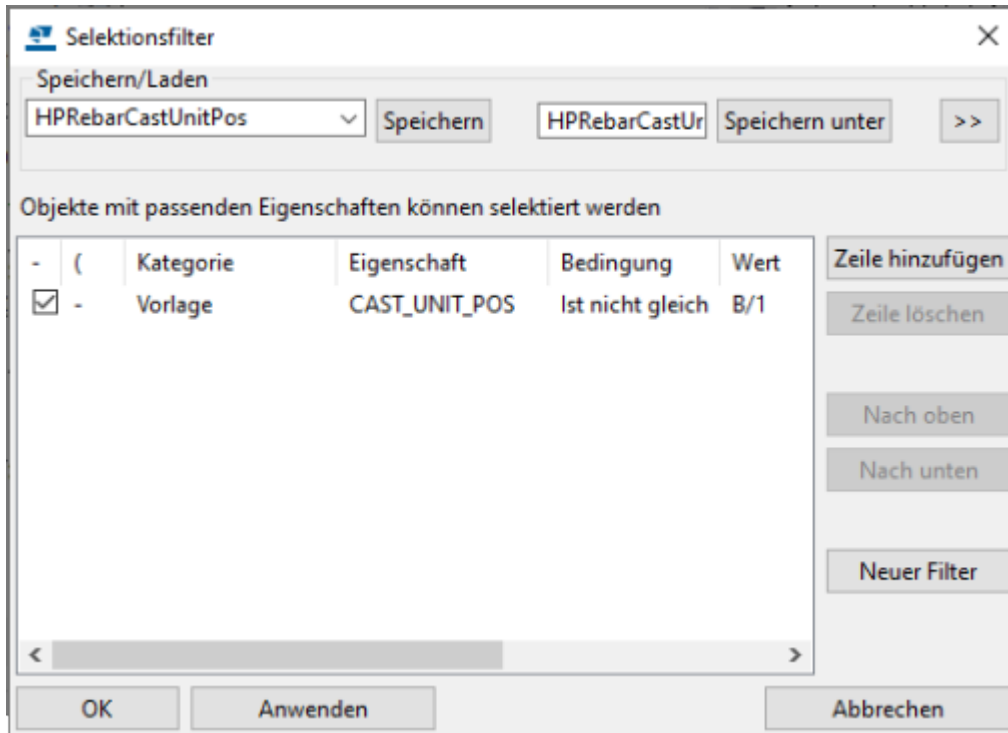 Selektionsfilter
Speichern/Laden
HPRebarCastUnitPos Speichern HPRebarCastUr Speichern unter >>
Objekte mit passenden Eigenschaften können selektiert werden
- ( Kategorie Eigenschaft Bedingung Wert Zeile hinzufügen
- Vorlage CAST_UNIT_POS Ist nicht gleich B/1 Zeile löschen
Nach oben
Nach unten
Neuer Filter
OK Anwenden Abbrechen